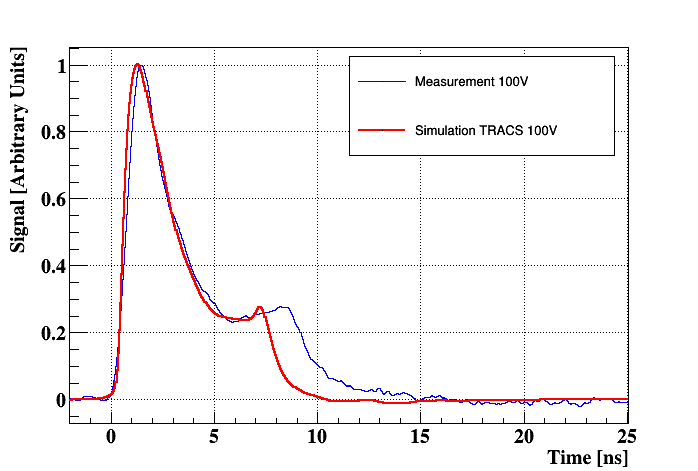 Signal [Arbitrary Units]
1
0.8
0.6
0.4
0.2
0
Measurement 100V
Simulation TRACS 100V
0 5 10 15 20 25
Time [ns]